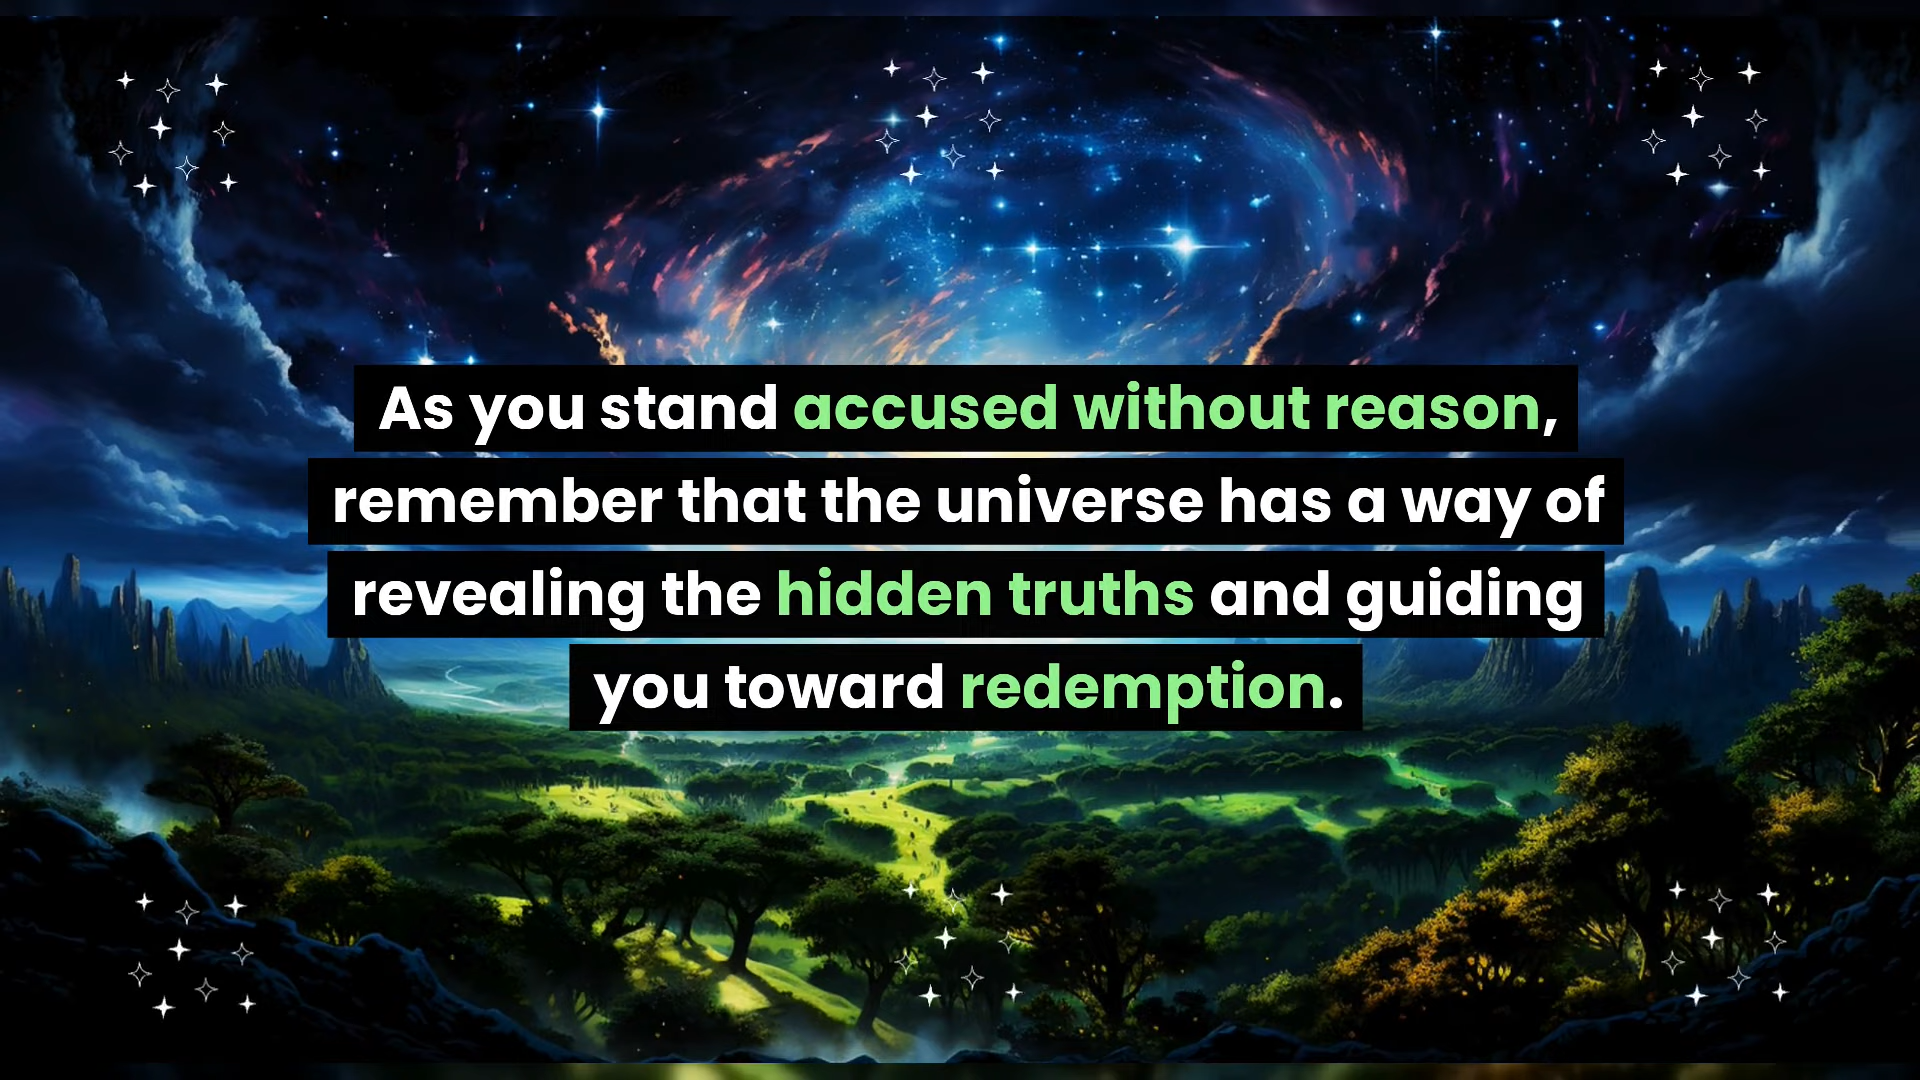 As you stand accused without reason,
remember that the universe has a way of
revealing the hidden truths and guiding
you toward redemption.